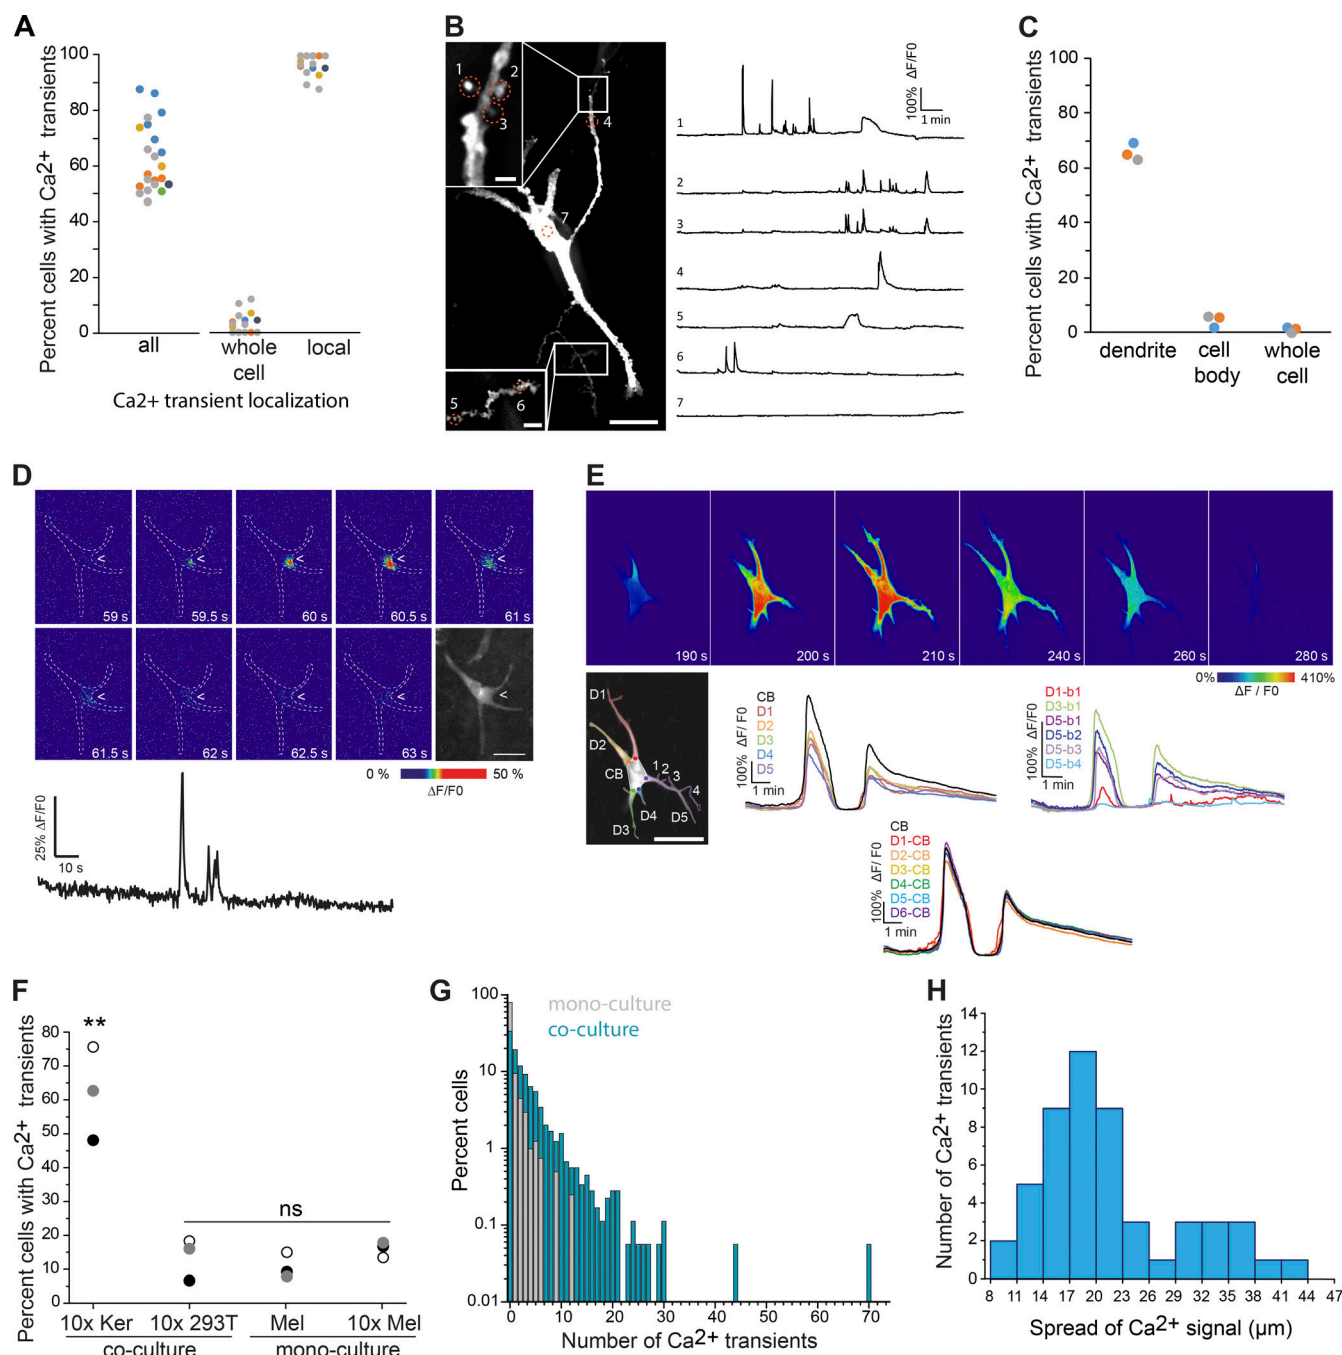 A
Percent cells with Ca2+ transients
100
80
60
40
20
0
all
whole cell
local
Ca2+ transient localization
B
1
2
3
4
7
5
6
1
2
3
4
5
6
7
100% ΔF/F0
1 min
C
Percent cells with Ca2+ transients
100
80
60
40
20
0
dendrite
cell body
whole cell
D
<
59 s
<
59.5 s
<
60 s
<
60.5 s
<
61 s
<
61.5 s
<
62 s
<
62.5 s
<
63 s
<
0 %
50 %
ΔF/F0
25% ΔF/F0
10 s
E
190 s
200 s
210 s
240 s
260 s
280 s
0%
410%
ΔF / F0
D1
D2
CB
1
2
3
4
D3
D4
D5
CB
D1
D2
D3
D4
D5
100% ΔF/ F0
1 min
D1-b1
D3-b1
D5-b1
D5-b2
D5-b3
D5-b4
100% ΔF/ F0
1 min
CB
D1-CB
D2-CB
D3-CB
D4-CB
D5-CB
D6-CB
100% ΔF/ F0
1 min
F
Percent cells with Ca2+ transients
80
75
70
60
50
40
30
20
10
0
**
ns
10x Ker
10x 293T
Mel
10x Mel
co-culture
mono-culture
G
Percent cells
100
10
1
0.1
0.01
mono-culture
co-culture
0
10
20
30
40
50
60
70
Number of Ca2+ transients
H
Number of Ca2+ transients
14
12
10
8
6
4
2
0
8
11
14
17
20
23
26
29
32
35
38
41
44
47
Spread of Ca2+ signal (µm)